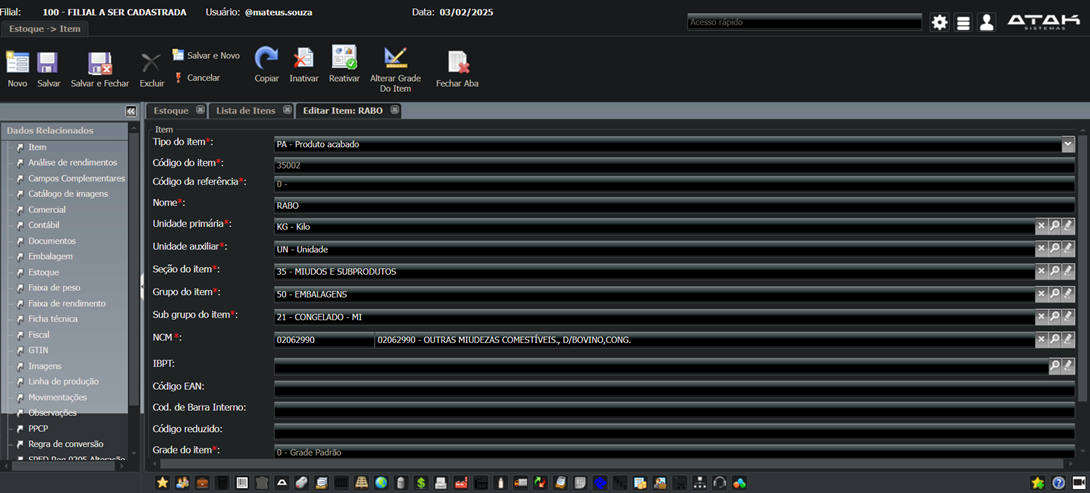 Filial: 100 - FILIAL A SER CADASTRADA Usuário: @mateus.souza Data: 03/02/2025
Acesso rápido
ATAK
SISTEMAS
Estoque -> Item
Novo
Salvar
Salvar e Fechar
Excluir
Salvar e Novo
Cancelar
Copiar
Inativar
Reativar
Alterar Grade
Do Item
Fechar Aba
Dados Relacionados
Item
Análise de rendimentos
Campos Complementares
Catálogo de imagens
Comercial
Contábil
Documentos
Embalagem
Estoque
Faixa de peso
Faixa de rendimento
Ficha técnica
Fiscal
GTIN
Imagens
Linha de produção
Movimentações
Observações
PPCP
Regra de conversão
SPED Reg 0205 Alteração
Estoque
Lista de Itens
Editar Item: RABO
Item
Tipo do item*: PA - Produto acabado
Código do item*: 35002
Código da referência*: 0 -
Nome*: RABO
Unidade primária*: KG - Kilo
Unidade auxiliar*: UN - Unidade
Seção do item*: 35 - MIUDOS E SUBPRODUTOS
Grupo do item*: 50 - EMBALAGENS
Sub grupo do item*: 21 - CONGELADO - MI
NCM*: 02062990 02062990 - OUTRAS MIUDEZAS COMESTÍVEIS., D/BOVINO,CONG.
IBPT:
Código EAN:
Cod. de Barra Interno:
Código reduzido:
Grade do item*: 0 - Grade Padrão